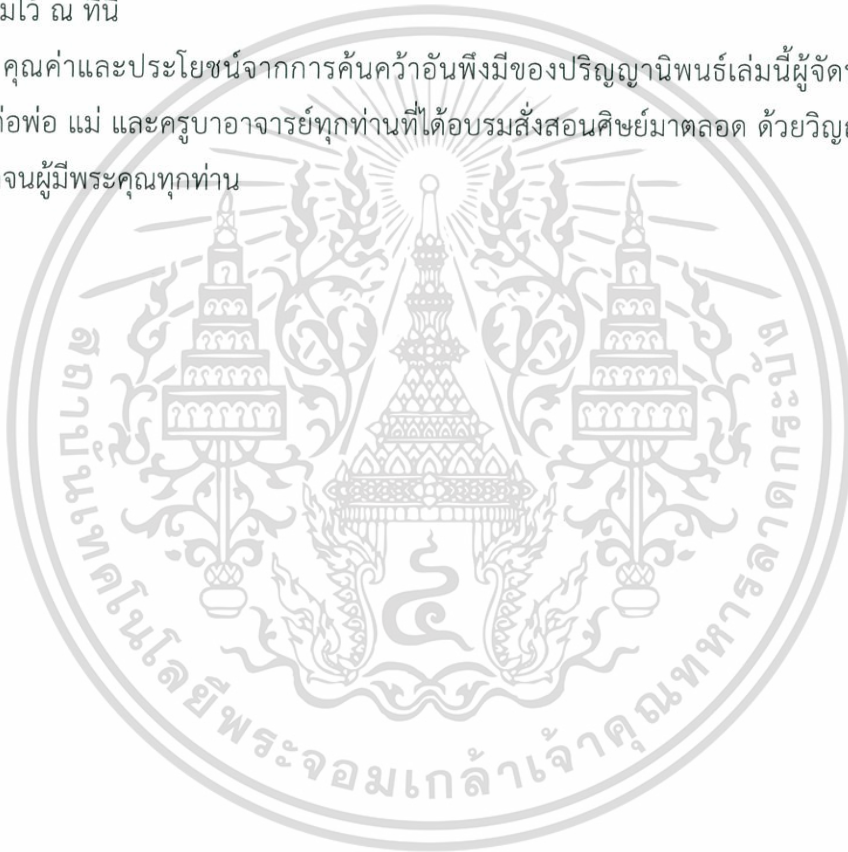 มไว้ ณ ที่นี้
คุณค่าและประโยชน์จากการค้นคว้าอันพึงมีของปริญญานิพนธ์เล่มนี้ผู้จัด
พ่อ แม่ และครูบาอาจารย์ทุกท่านที่ได้อบรมสั่งสอนศิษย์มาตลอด ด้วย
จนผู้มีพระคุณทุกท่าน
สถาบันเทคโนโลยีพระจอมเกล้าเจ้าคุณทหารลาดกระบัง
๔